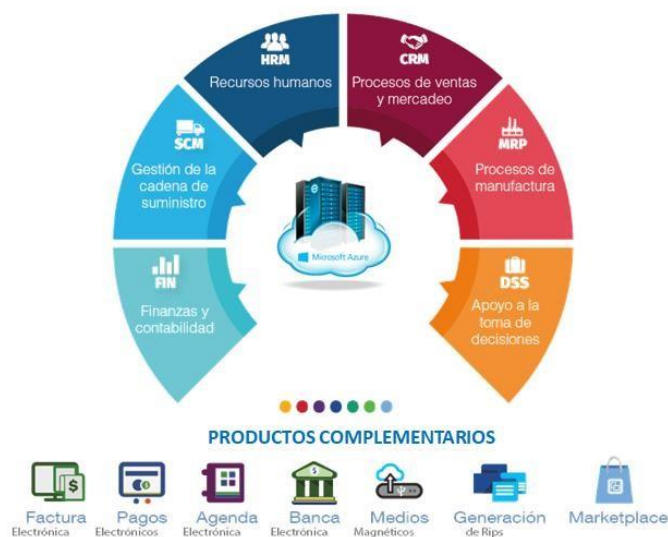 HRM
Recursos humanos
CRM
Procesos de ventas
y mercadeo
SCM
Gestión de la
cadena de
suministro
MRP
Procesos de
manufactura
Microsoft Azure
FIN
Finanzas y
contabilidad
DSS
Apoyo a la
toma de
decisiones
PRODUCTOS COMPLEMENTARIOS
Factura
Electrónica
Pagos
Electrónicos
Agenda
Electrónica
Banca
Electrónica
Medios
Magnéticos
Generación
de Rips
Marketplace